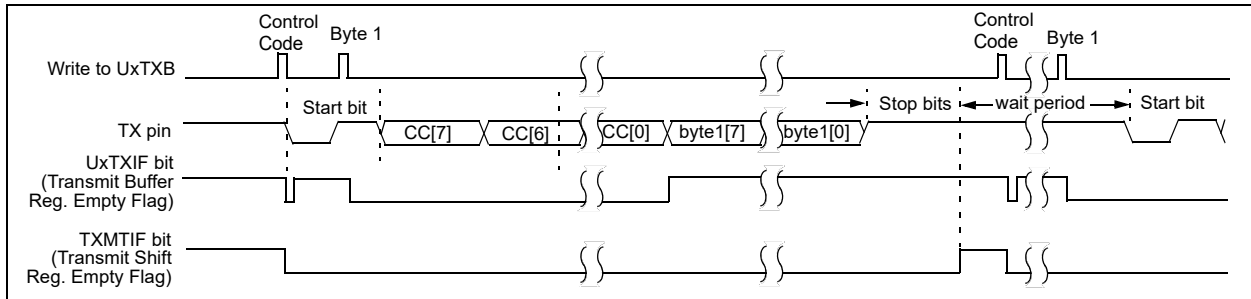 Control
Code
Byte 1
Control
Code
Byte 1
Write to UxTXB
Start bit
Stop bits
wait period
Start bit
TX pin
CC[7]
CC[6]
CC[0]
byte1[7]
byte1[0]
UxTXIF bit
(Transmit Buffer
Reg. Empty Flag)
TXMTIF bit
(Transmit Shift
Reg. Empty Flag)